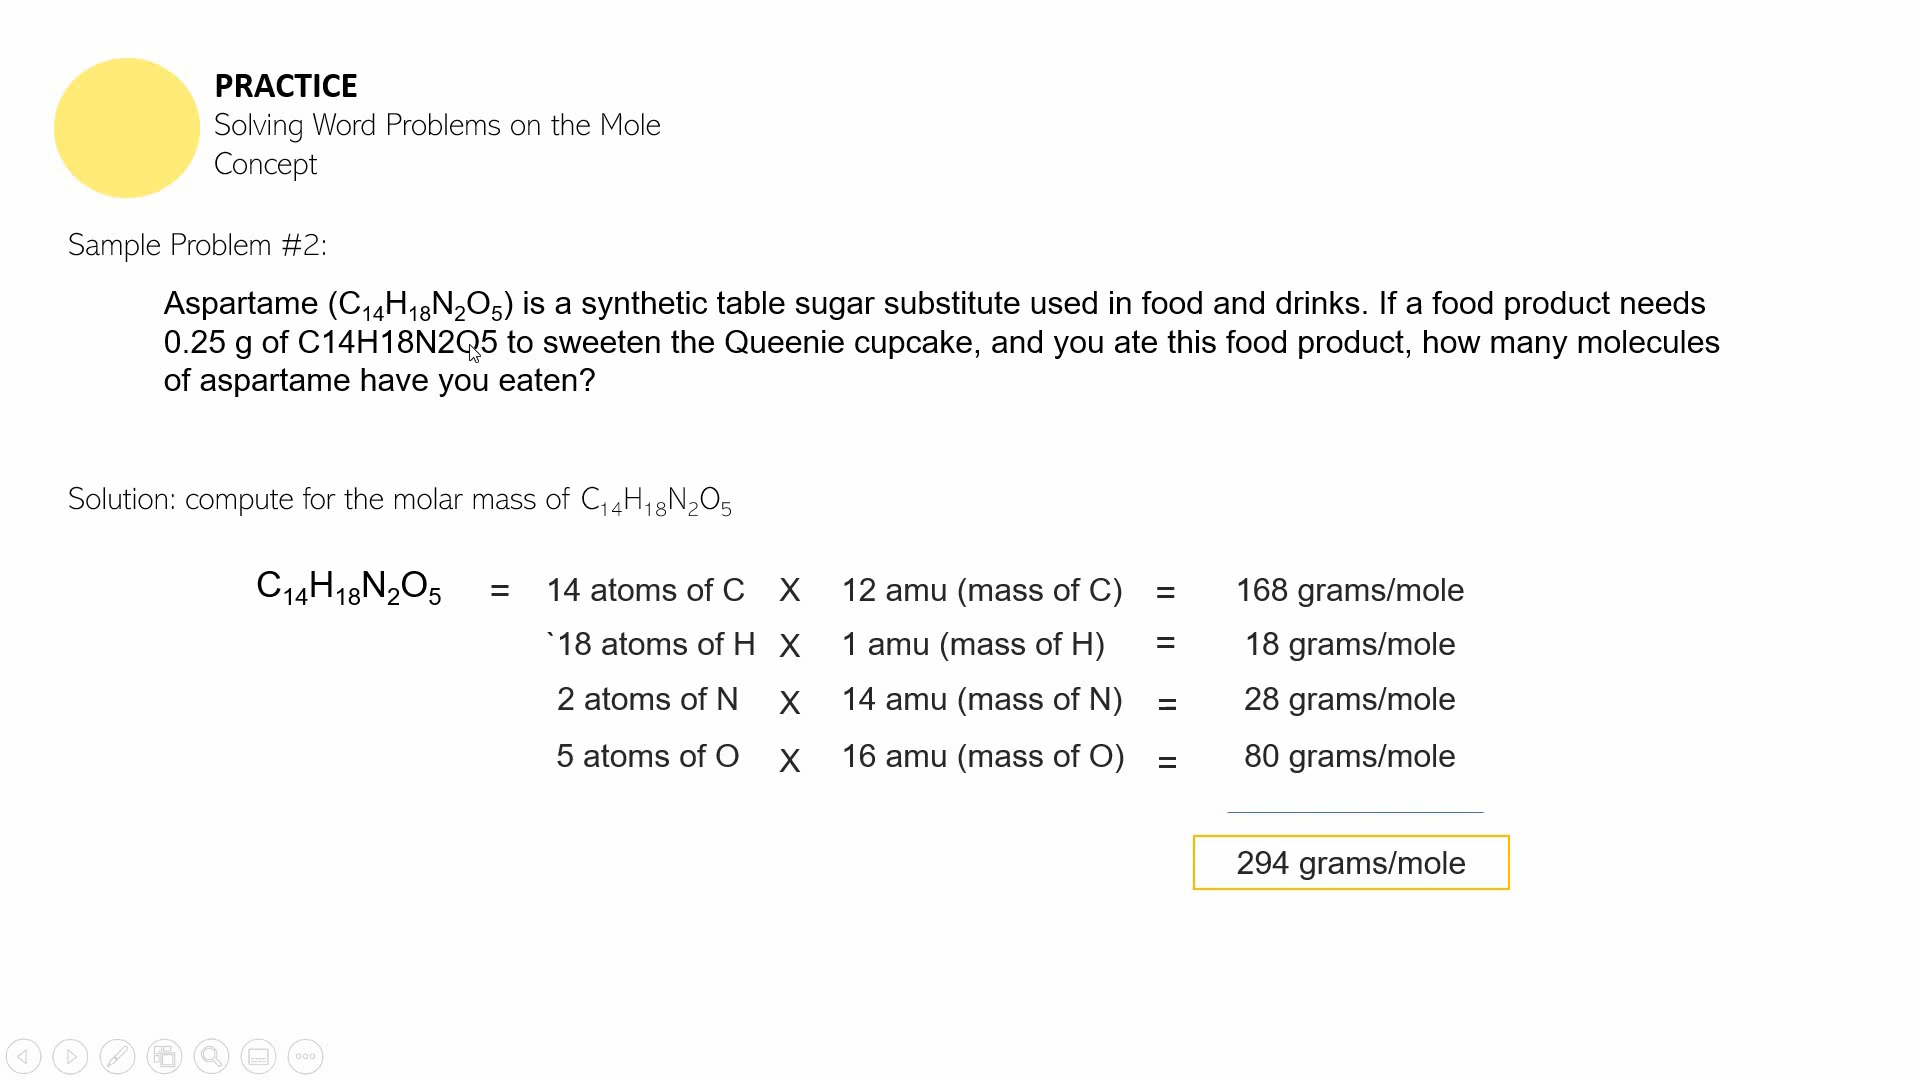 PRACTICE
Solving Word Problems on the Mole
Concept
Sample Problem #2:
Aspartame (C₁₄H₁₈N₂O₅) is a synthetic table sugar substitute used in food and drinks. If a food product needs
0.25 g of C14H18N2O5 to sweeten the Queenie cupcake, and you ate this food product, how many molecules
of aspartame have you eaten?
Solution: compute for the molar mass of C₁₄H₁₈N₂O₅
C₁₄H₁₈N₂O₅ = 14 atoms of C X 12 amu (mass of C) = 168 grams/mole
`18 atoms of H X 1 amu (mass of H) = 18 grams/mole
2 atoms of N X 14 amu (mass of N) = 28 grams/mole
5 atoms of O X 16 amu (mass of O) = 80 grams/mole
294 grams/mole